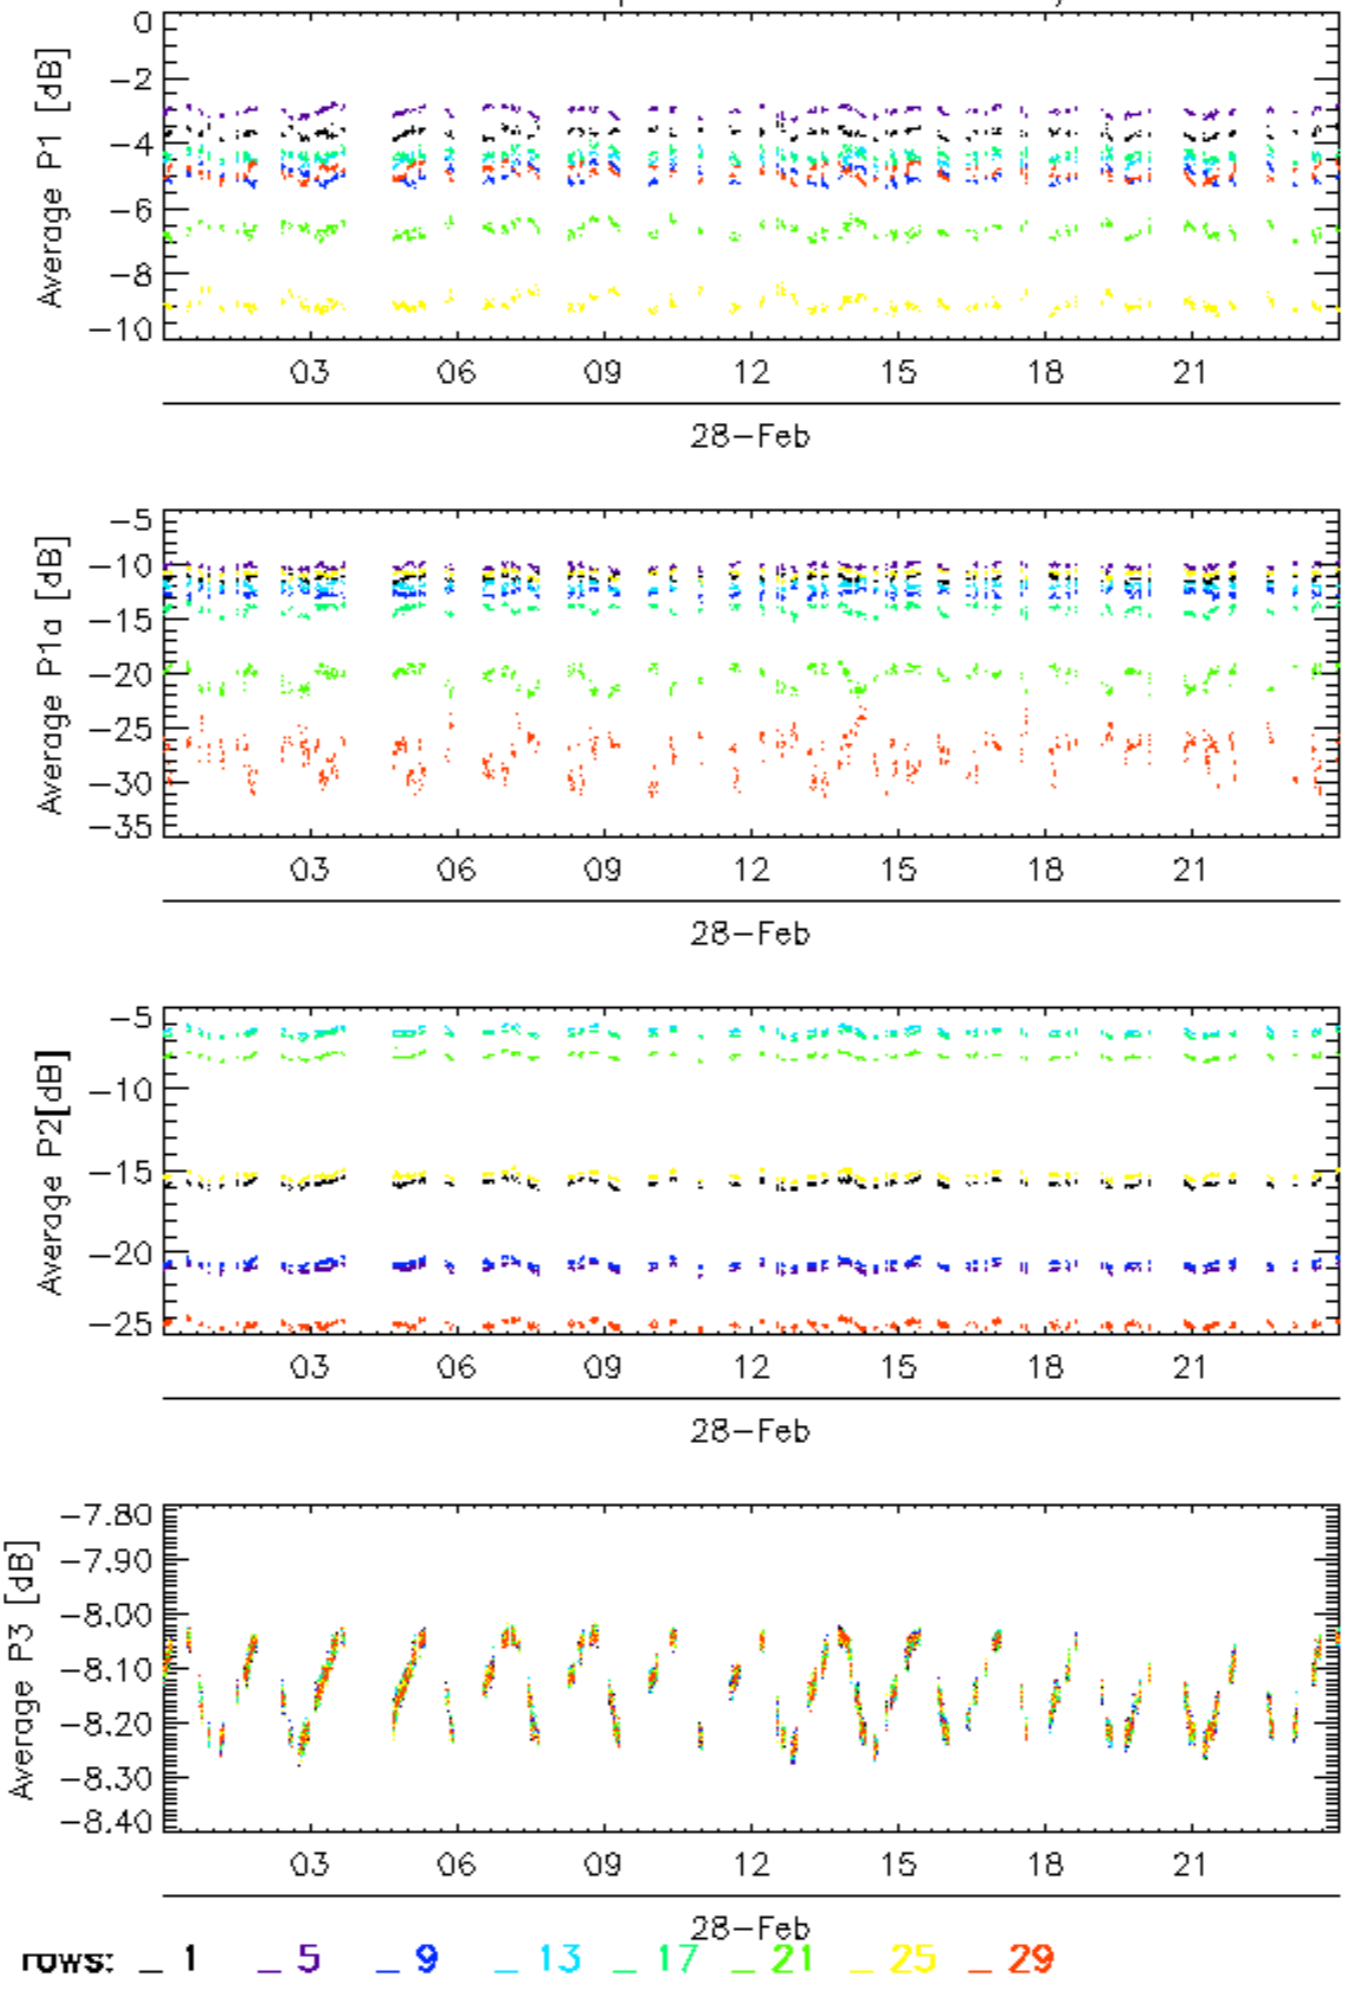 Average P1 [dB]
0
-2
-4
-6
-8
-10
03 06 09 12 15 18 21
28-Feb
Average P1a [dB]
-5
-10
-15
-20
-25
-30
-35
03 06 09 12 15 18 21
28-Feb
Average P2[dB]
-5
-10
-15
-20
-25
03 06 09 12 15 18 21
28-Feb
Average P3 [dB]
-7.80
-7.90
-8.00
-8.10
-8.20
-8.30
-8.40
03 06 09 12 15 18 21
28-Feb
rows: _ 1 _ 5 _ 9 _ 13 _ 17 _ 21 _ 25 _ 29